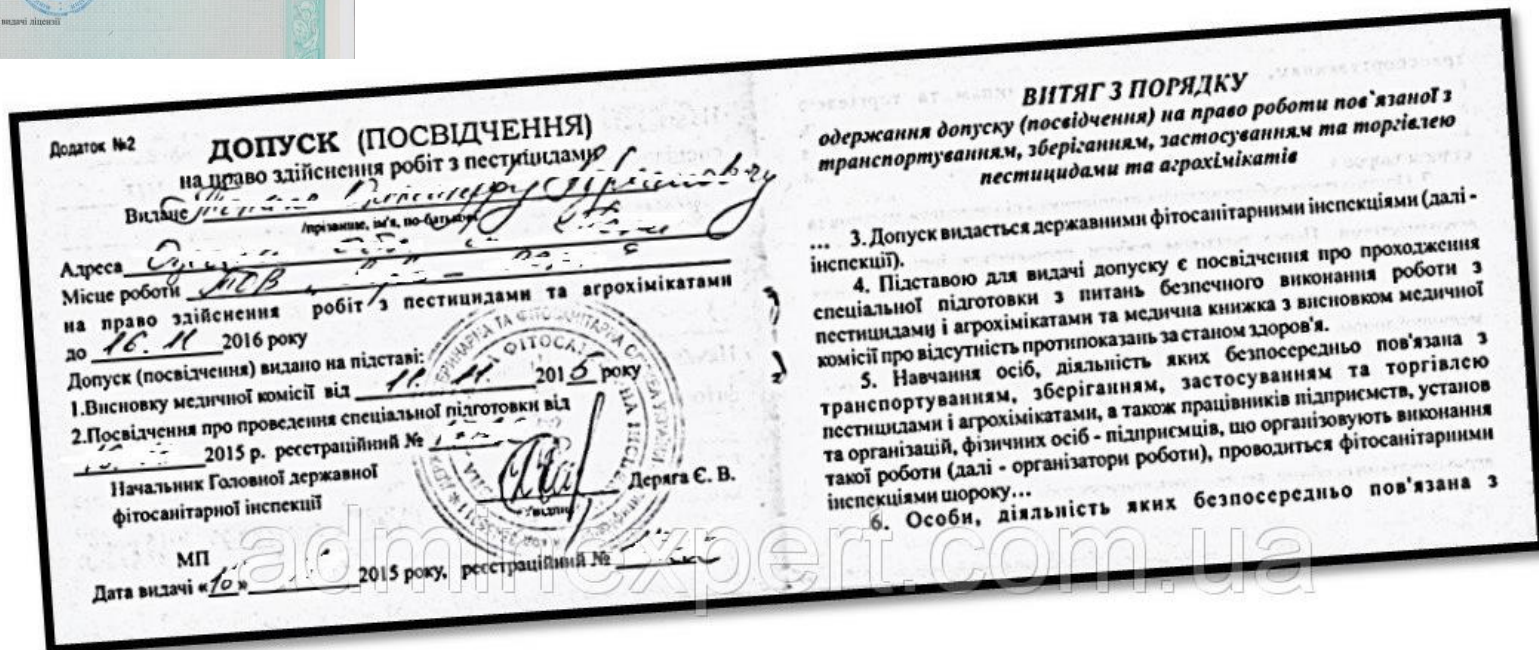 видачі ліцензії
Додаток №2
ДОПУСК (ПОСВІДЧЕННЯ)
на право здійснення робіт з пестицидами
Видане
/прізвище, ім'я, по-батькові/
Адреса
Місце роботи ТОВ
на право здійснення робіт з пестицидами та агрохімікатами
до 16. 11 2016 року
Допуск (посвідчення) видано на підставі:
1.Висновку медичної комісії від 11. 11. 2015 року
2.Посвідчення про проведення спеціальної підготовки від
2015 р. реєстраційний №
Начальник Головної державної
фітосанітарної інспекції
Деряга Є. В.
/підпис/
МП
Дата видачі «10» 2015 року, реєстраційний №
ВИТЯГ З ПОРЯДКУ
одержання допуску (посвідчення) на право роботи пов`язаної з
транспортуванням, зберіганням, застосуванням та торгівлею
пестицидами та агрохімікатів
... 3. Допуск видається державними фітосанітарними інспекціями (далі -
інспекції).
4. Підставою для видачі допуску є посвідчення про проходження
спеціальної підготовки з питань безпечного виконання роботи з
пестицидами і агрохімікатами та медична книжка з висновком медичної
комісії про відсутність протипоказань за станом здоров'я.
5. Навчання осіб, діяльність яких безпосередньо пов'язана з
транспортуванням, зберіганням, застосуванням та торгівлею
пестицидами і агрохімікатами, а також працівників підприємств, установ
та організацій, фізичних осіб - підприємців, що організовують виконання
такої роботи (далі - організатори роботи), проводиться фітосанітарними
інспекціями щороку...
6. Особи, діяльність яких безпосередньо пов'язана з
adminexpert.com.ua